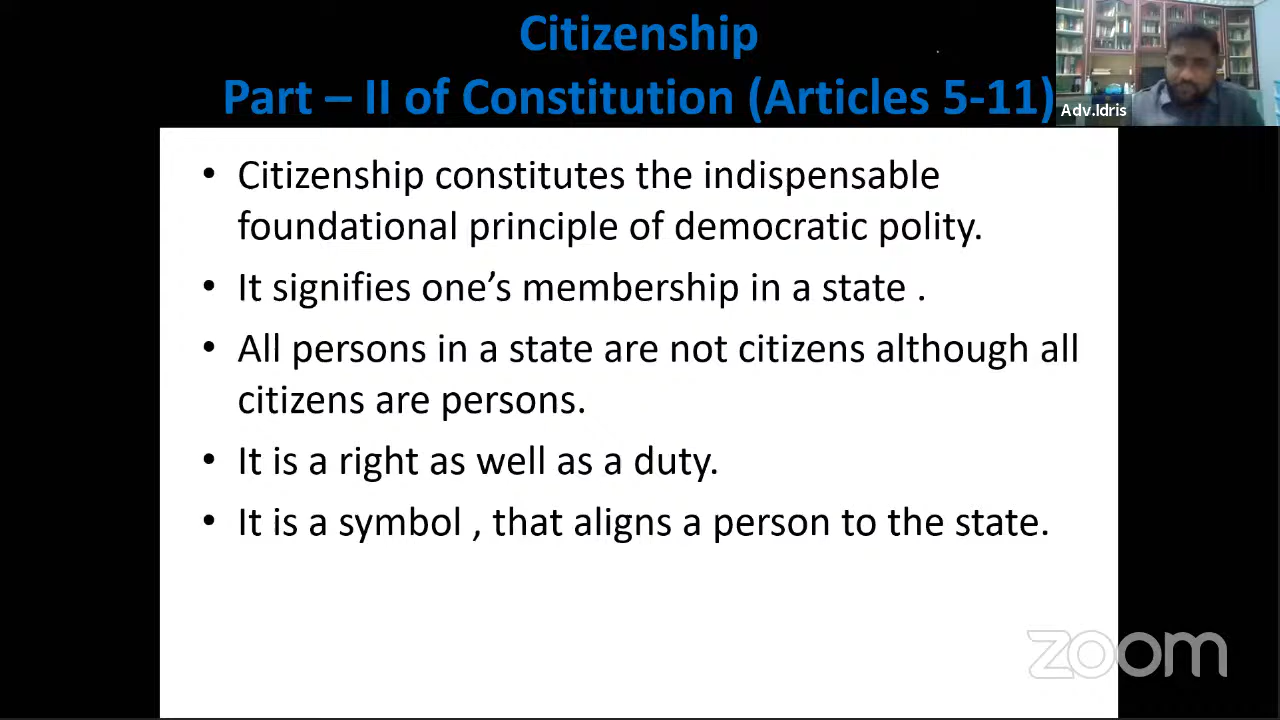 Citizenship
Part – II of Constitution (Articles 5-11)
Adv.Idris
• Citizenship constitutes the indispensable
foundational principle of democratic polity.
• It signifies one’s membership in a state .
• All persons in a state are not citizens although all
citizens are persons.
• It is a right as well as a duty.
• It is a symbol , that aligns a person to the state.
zoom